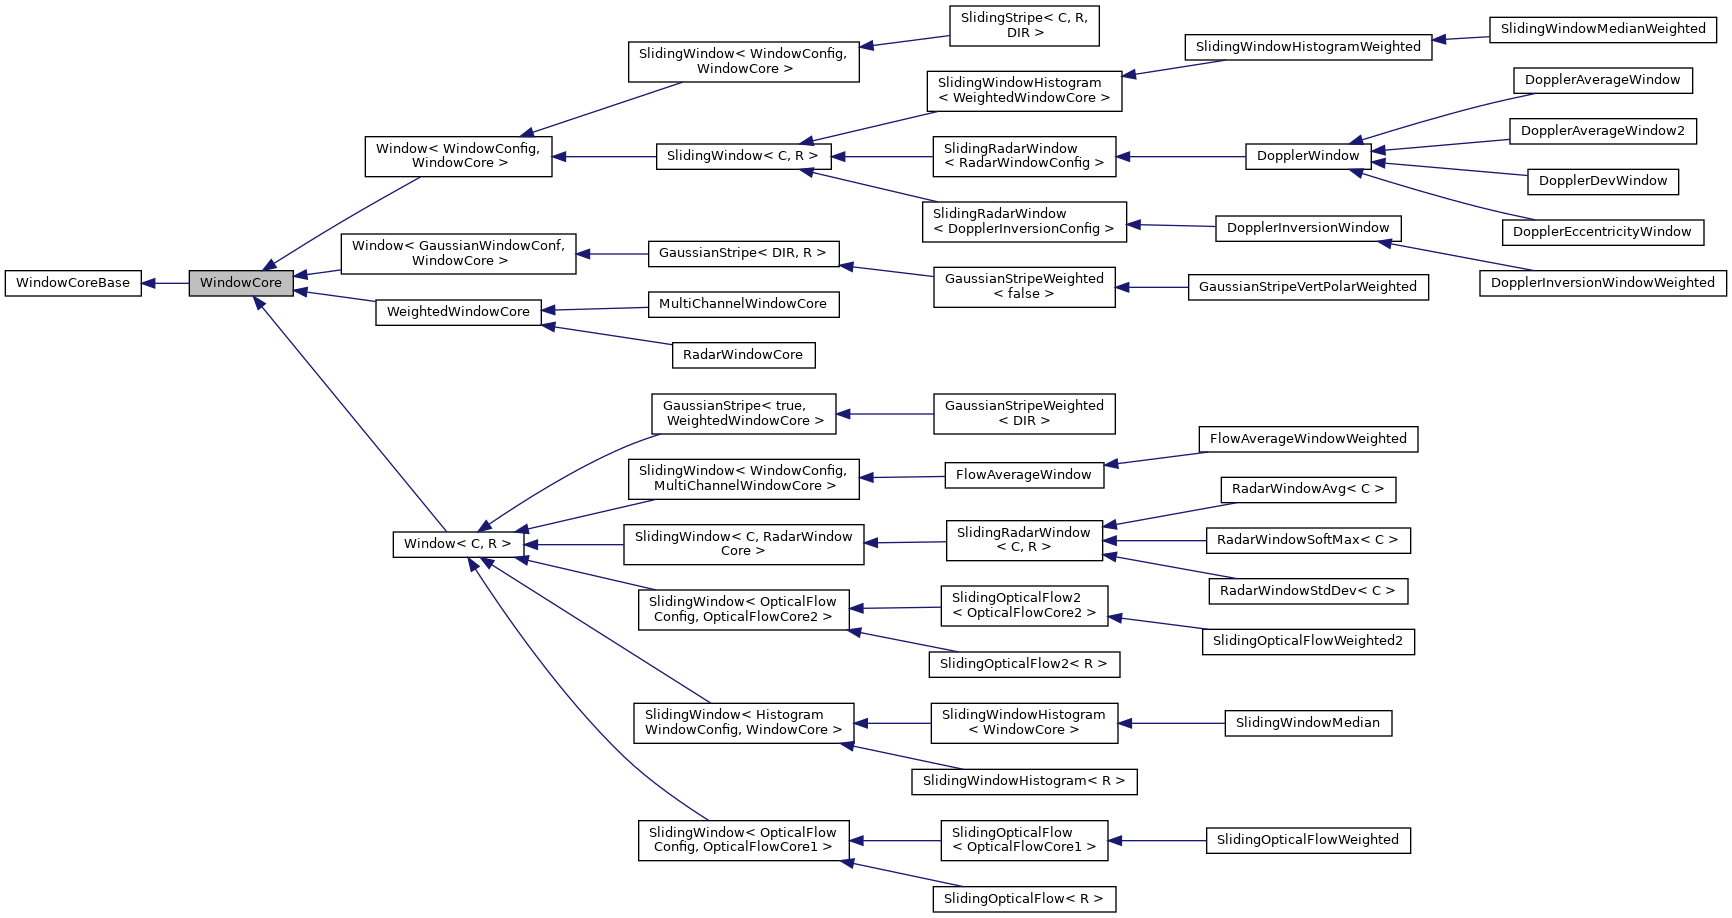 WindowCoreBase
WindowCore
Window< WindowConfig,
WindowCore >
SlidingWindow< WindowConfig,
WindowCore >
SlidingStripe< C, R,
DIR >
SlidingWindow< C, R >
SlidingWindowHistogram
< WeightedWindowCore >
SlidingWindowHistogramWeighted
SlidingWindowMedianWeighted
SlidingRadarWindow
< RadarWindowConfig >
DopplerWindow
DopplerAverageWindow
DopplerAverageWindow2
DopplerDevWindow
DopplerEccentricityWindow
SlidingRadarWindow
< DopplerInversionConfig >
DopplerInversionWindow
DopplerInversionWindowWeighted
Window< GaussianWindowConf,
WindowCore >
GaussianStripe< DIR, R >
GaussianStripeWeighted
< false >
GaussianStripeVertPolarWeighted
WeightedWindowCore
MultiChannelWindowCore
RadarWindowCore
Window< C, R >
GaussianStripe< true,
WeightedWindowCore >
GaussianStripeWeighted
< DIR >
SlidingWindow< WindowConfig,
MultiChannelWindowCore >
FlowAverageWindow
FlowAverageWindowWeighted
SlidingWindow< C, RadarWindow
Core >
SlidingRadarWindow
< C, R >
RadarWindowAvg< C >
RadarWindowSoftMax< C >
RadarWindowStdDev< C >
SlidingWindow< OpticalFlow
Config, OpticalFlowCore2 >
SlidingOpticalFlow2
< OpticalFlowCore2 >
SlidingOpticalFlowWeighted2
SlidingOpticalFlow2< R >
SlidingWindow< Histogram
WindowConfig, WindowCore >
SlidingWindowHistogram
< WindowCore >
SlidingWindowMedian
SlidingWindowHistogram< R >
SlidingWindow< OpticalFlow
Config, OpticalFlowCore1 >
SlidingOpticalFlow
< OpticalFlowCore1 >
SlidingOpticalFlowWeighted
SlidingOpticalFlow< R >